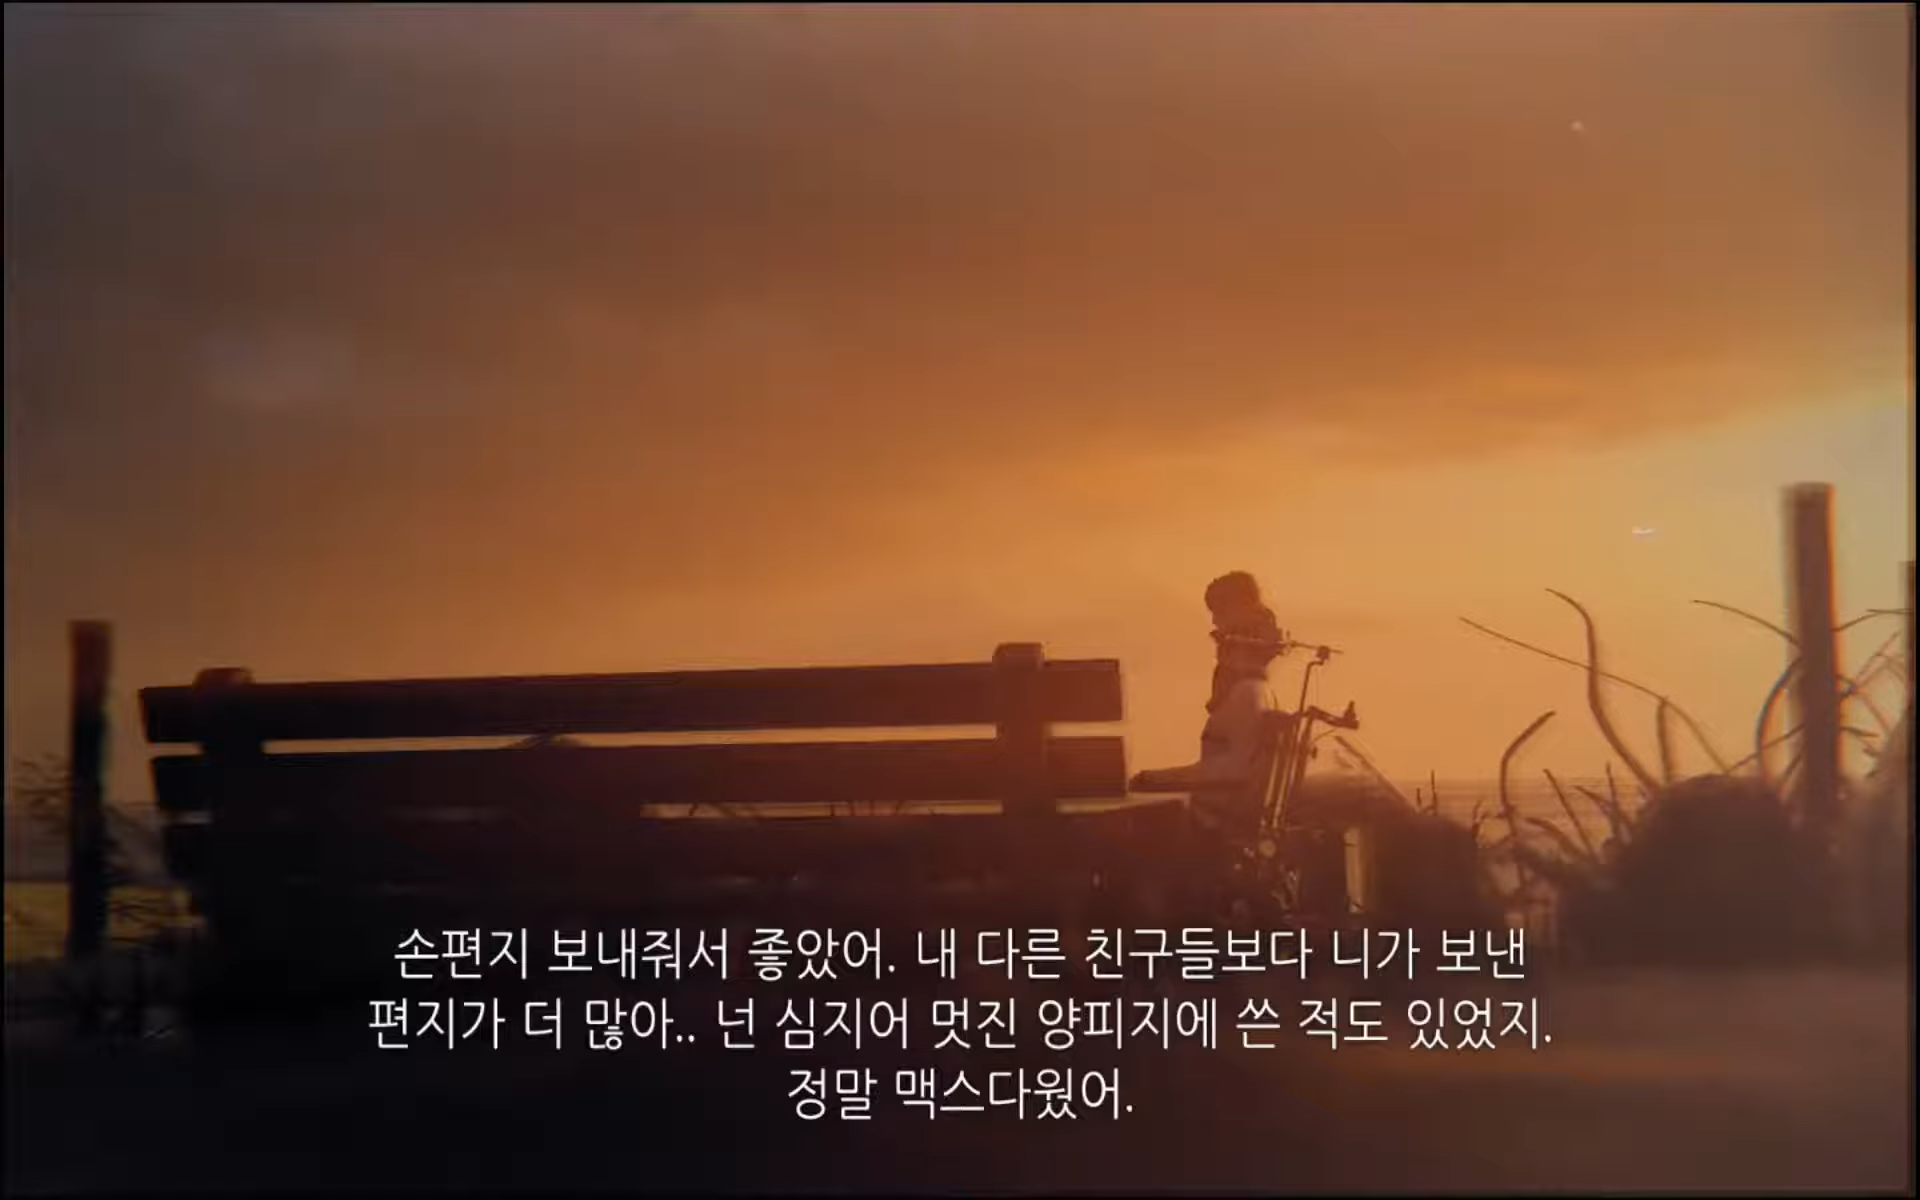 손편지 보내줘서 좋았어. 내 다른 친구들보다 니가 보낸
편지가 더 많아.. 넌 심지어 멋진 양피지에 쓴 적도 있었지.
정말 맥스다웠어.